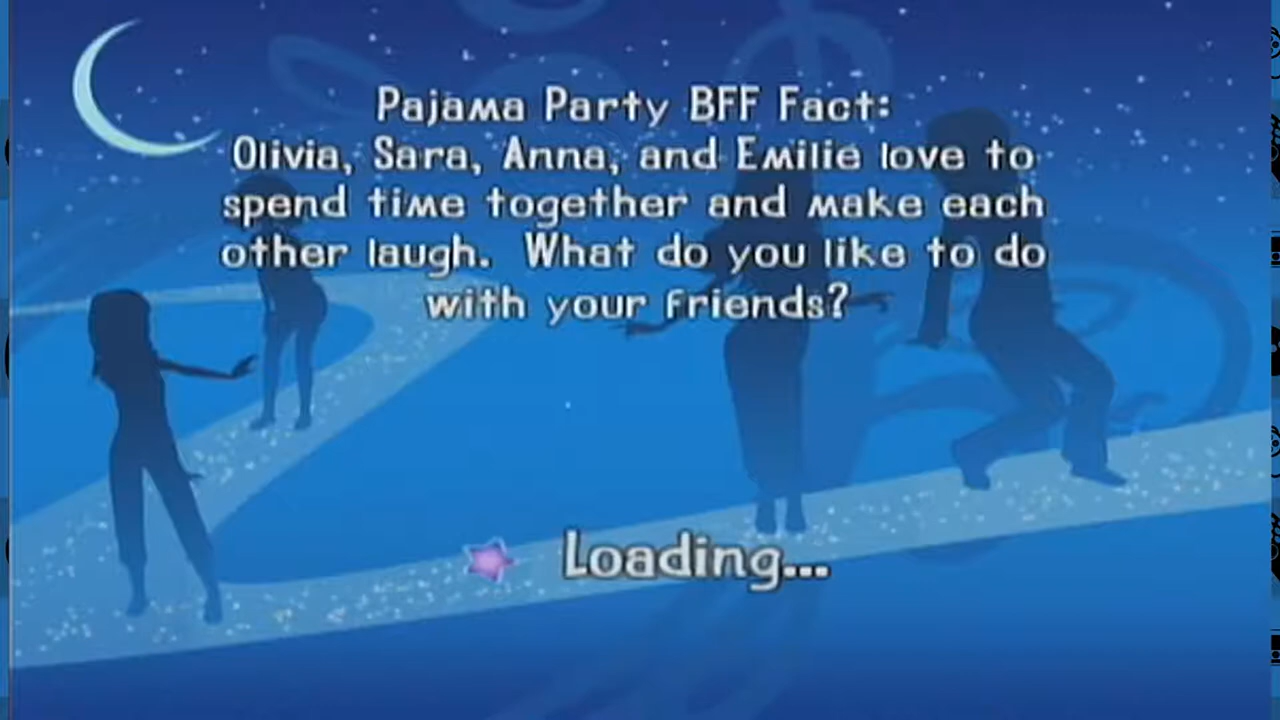 Pajama Party BFF Fact:
Olivia, Sara, Anna, and Emilie love to
spend time together and make each
other laugh.  What do you like to do
with your friends?
Loading...